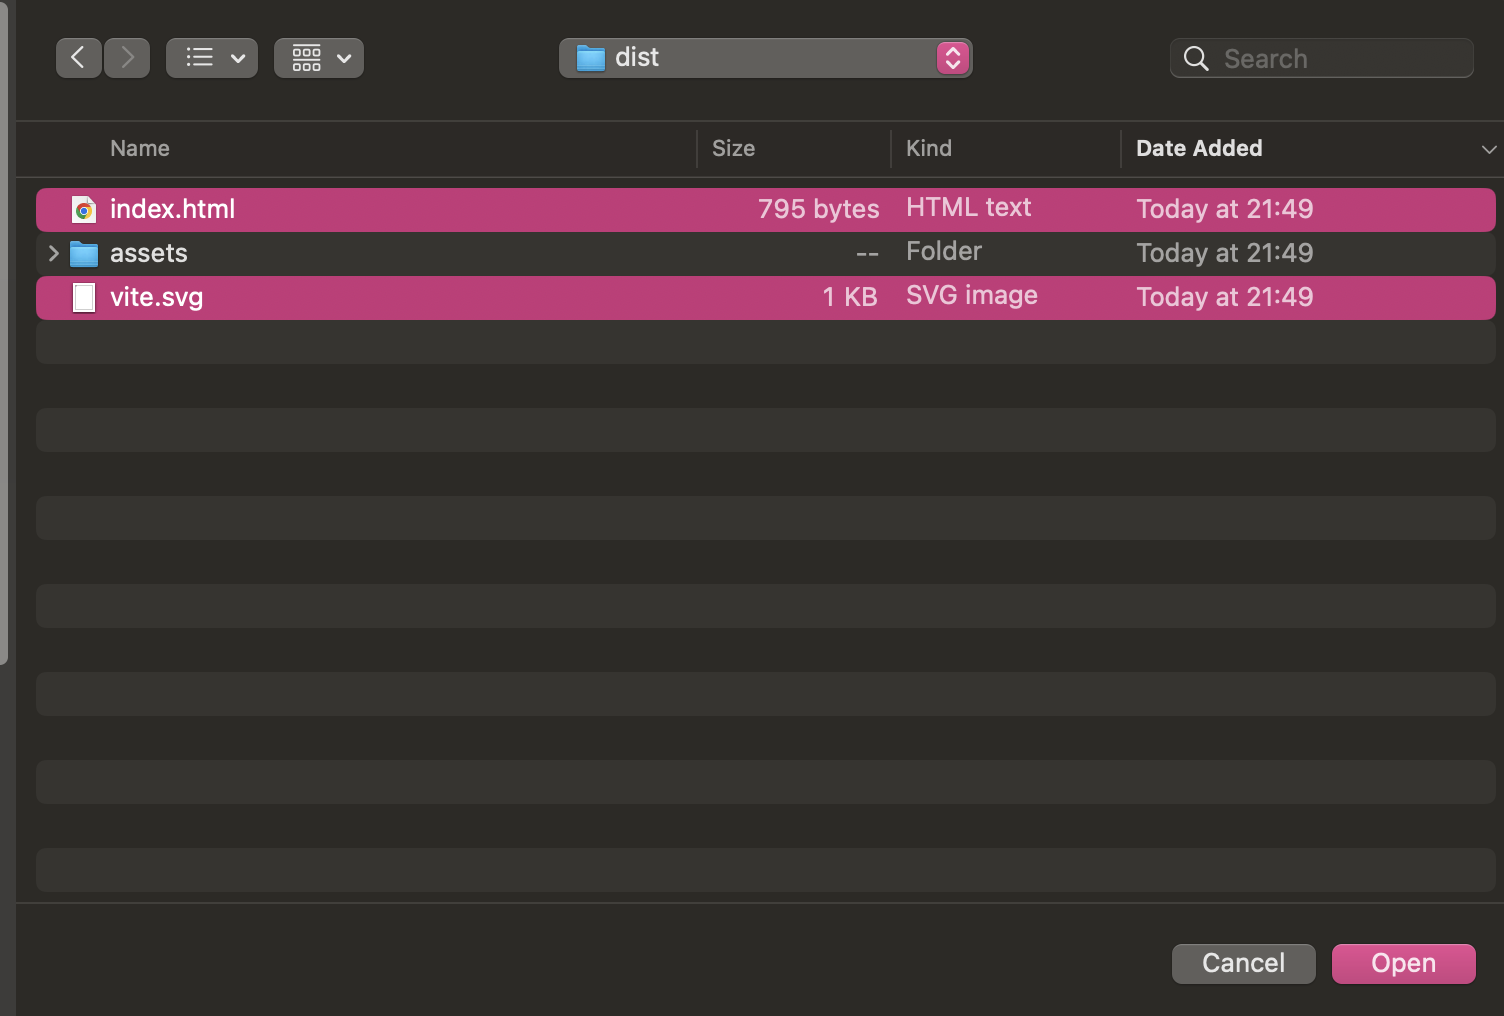 dist
Search
Name Size Kind Date Added
index.html 795 bytes HTML text Today at 21:49
assets -- Folder Today at 21:49
vite.svg 1 KB SVG image Today at 21:49
Cancel Open